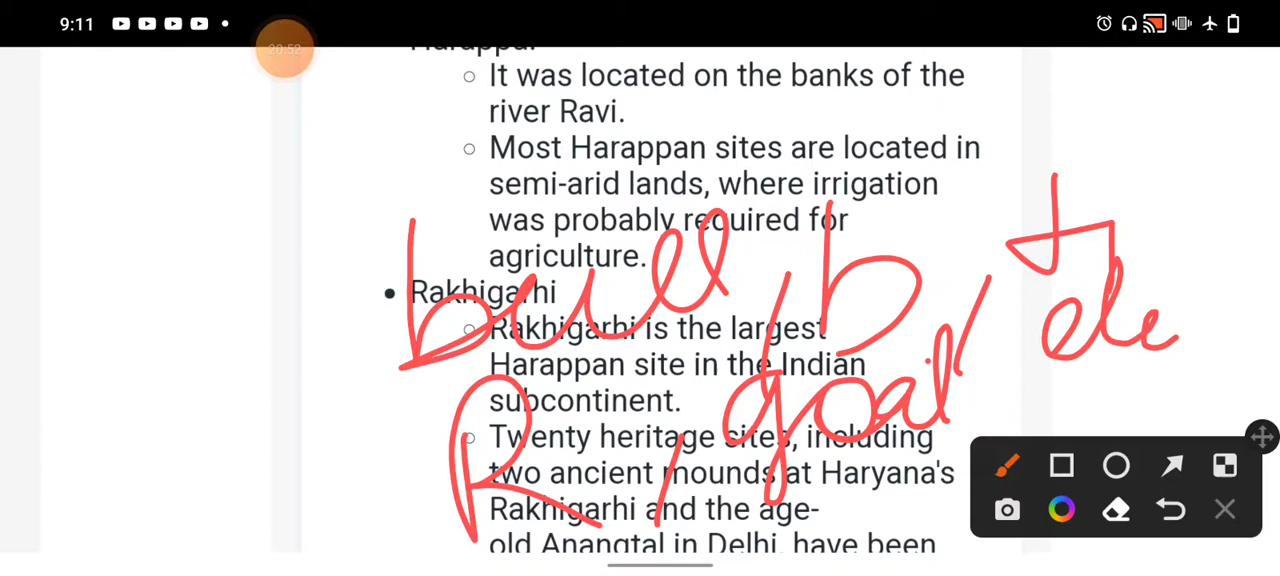 9:11
20:52
Harappa:
It was located on the banks of the
river Ravi.
Most Harappan sites are located in
semi-arid lands, where irrigation
was probably required for
agriculture.
Rakhigarhi
Rakhigarhi is the largest
Harappan site in the Indian
subcontinent.
Twenty heritage sites, including
two ancient mounds at Haryana's
Rakhigarhi and the age-
old Anangtal in Delhi, have been
bull, b
R, goal